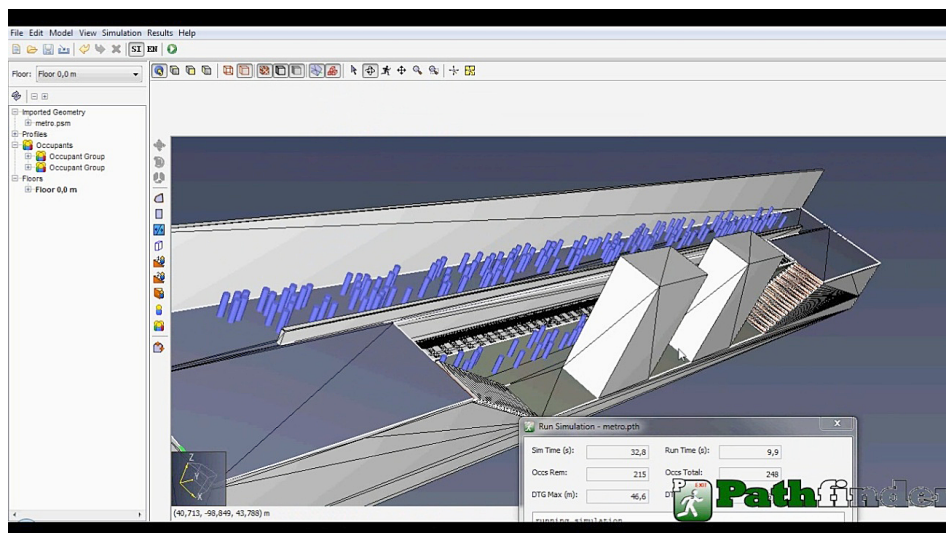 File Edit Model View Simulation Results Help
SI EN
Floor: Floor 0,0 m
Imported Geometry
metro.psm
Profiles
Occupants
Occupant Group
Occupant Group
Floors
Floor 0,0 m
Z
Y
X
(40,713, -98,849, 43,788) m
Run Simulation - metro.pth
Sim Time (s): 32,8 Run Time (s): 9,9
Occs Rem: 215 Occs Total: 248
DTG Max (m): 46,6
running simulation
Pathfinder